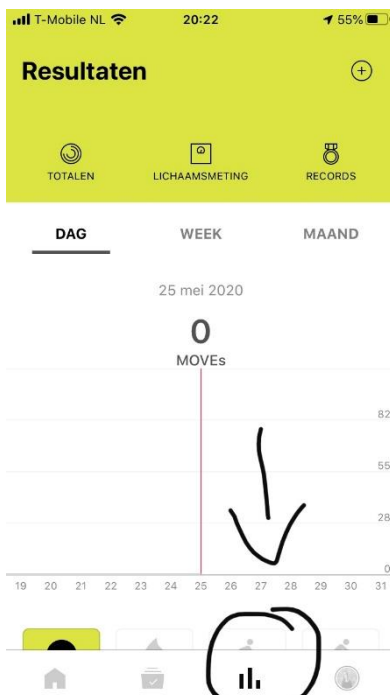 T-Mobile NL 20:22 55%
Resultaten
TOTALEN LICHAAMSMETING RECORDS
DAG WEEK MAAND
25 mei 2020
0
MOVEs
82
55
28
0
19 20 21 22 23 24 25 26 27 28 29 30 31